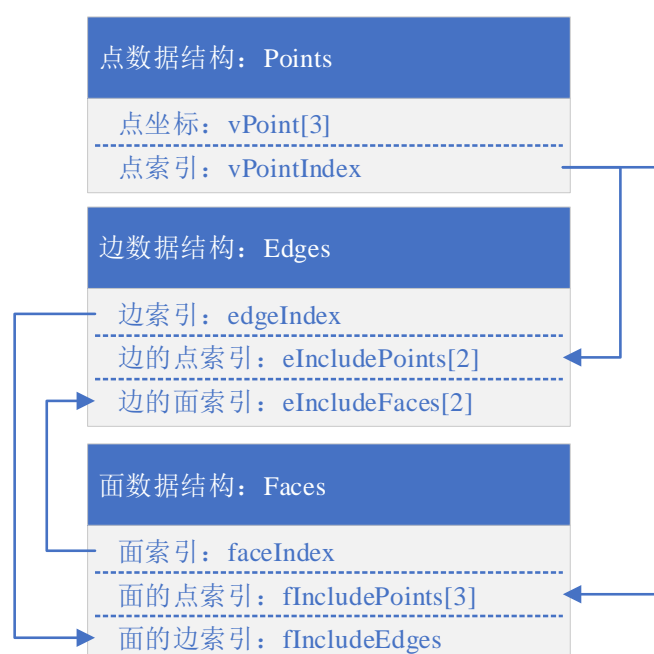 点数据结构：Points
点坐标：vPoint[3]
点索引：vPointIndex
边数据结构：Edges
边索引：edgeIndex
边的点索引：eIncludePoints[2]
边的面索引：eIncludeFaces[2]
面数据结构：Faces
面索引：faceIndex
面的点索引：fIncludePoints[3]
面的边索引：fIncludeEdges